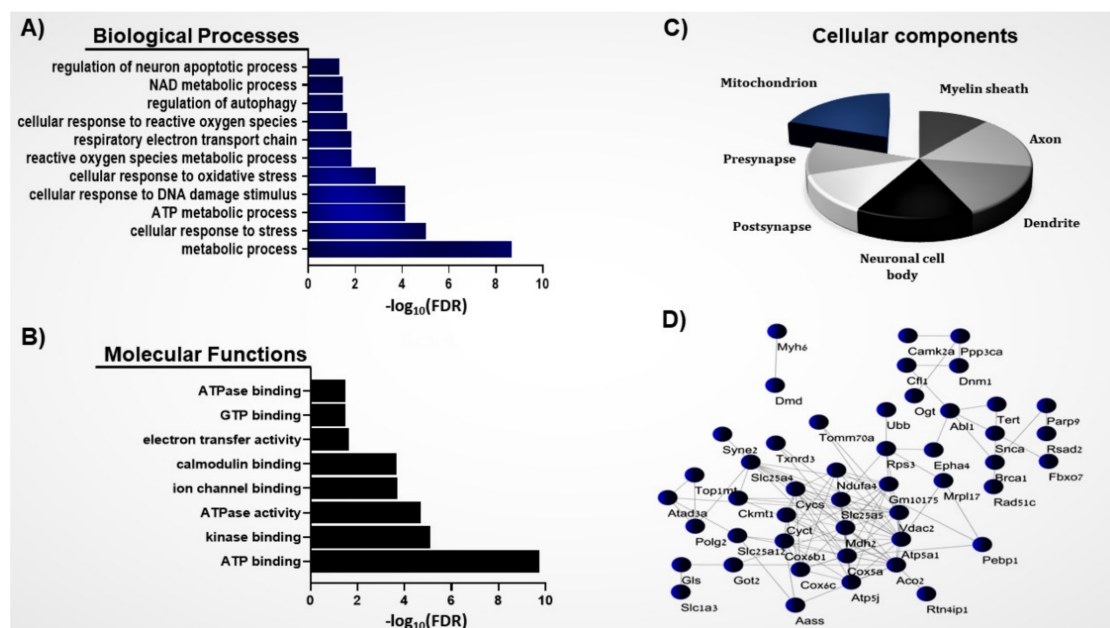 A)
Biological Processes
regulation of neuron apoptotic process
NAD metabolic process
regulation of autophagy
cellular response to reactive oxygen species
respiratory electron transport chain
reactive oxygen species metabolic process
cellular response to oxidative stress
cellular response to DNA damage stimulus
ATP metabolic process
cellular response to stress
metabolic process
0 2 4 6 8 10
-log10(FDR)
B)
Molecular Functions
ATPase binding
GTP binding
electron transfer activity
calmodulin binding
ion channel binding
ATPase activity
kinase binding
ATP binding
0 2 4 6 8 10
-log10(FDR)
C)
Cellular components
Mitochondrion
Myelin sheath
Axon
Presynapse
Postsynapse
Dendrite
Neuronal cell
body
D)
Myh6
Camk2a
Ppp3ca
Cfl1
Dnm1
Dmd
Ogt
Ubb
Abl1
Tert
Parp9
Tomm70a
Syne2
Txnrd3
Rps3
Epha4
Snca
Rsad2
Slc25a4
Ndufa4
Brca1
Fbxo7
Top1mt
Cycs
Gm10175
Mrpl17
Rad51c
Atad3a
Ckmt1
Slc25a5
Vdac2
Polg2
Cyct
Mdh2
Slc25a12
Cox6b1
Atp5a1
Pebp1
Gls
Got2
Cox6c
Cox5a
Aco2
Slc1a3
Atp5j
Rtn4ip1
Aass